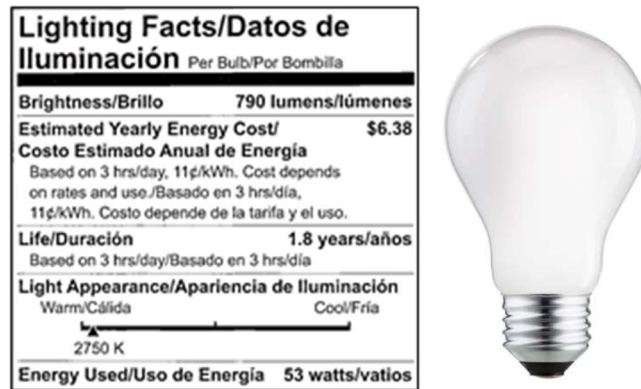 Lighting Facts/Datos de
Iluminación Per Bulb/Por Bombilla
Brightness/Brillo 790 lumens/lúmenes
Estimated Yearly Energy Cost/ $6.38
Costo Estimado Anual de Energía
Based on 3 hrs/day, 11¢/kWh. Cost depends
on rates and use./Basado en 3 hrs/día,
11¢/kWh. Costo depende de la tarifa y el uso.
Life/Duración 1.8 years/años
Based on 3 hrs/day/Basado en 3 hrs/día
Light Appearance/Apariencia de Iluminación
Warm/Cálida Cool/Fría
2750 K
Energy Used/Uso de Energía 53 watts/vatios